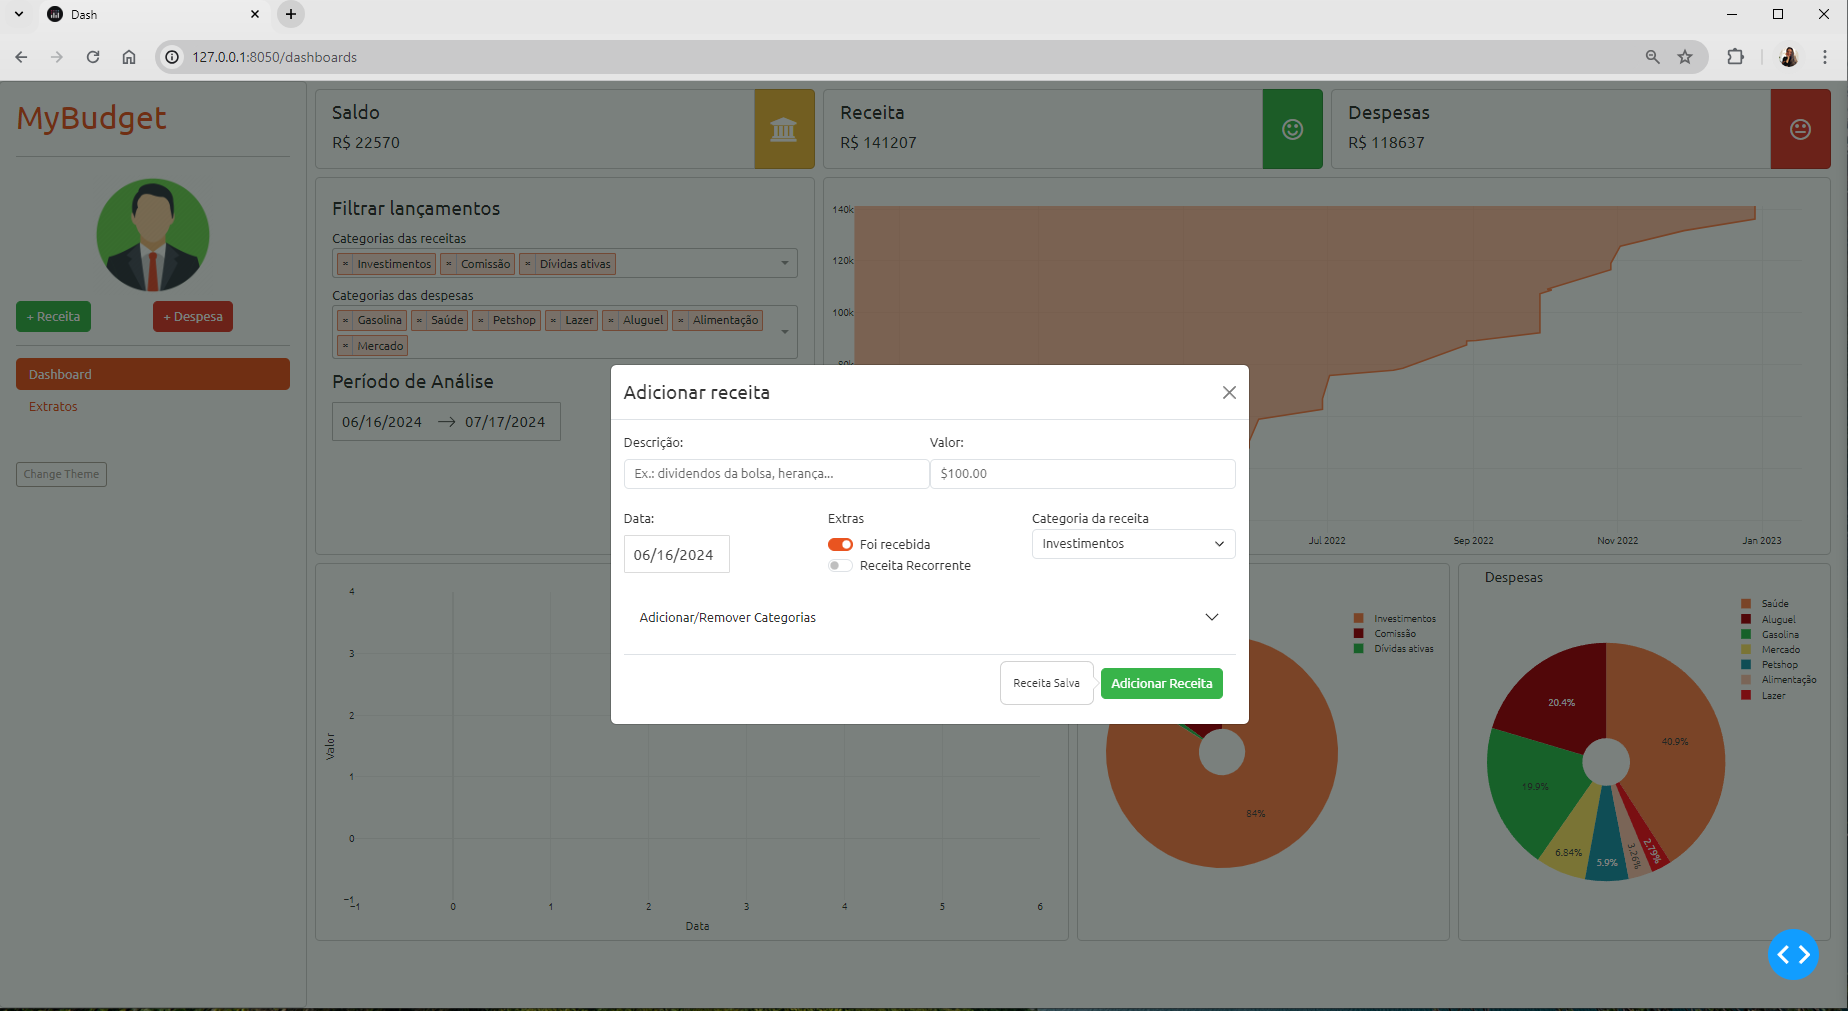 Dash
127.0.0.1:8050/dashboards
MyBudget
+ Receita
+ Despesa
Dashboard
Extratos
Change Theme
Saldo
R$ 22570
Receita
R$ 141207
Despesas
R$ 118637
Filtrar lançamentos
Categorias das receitas
× Investimentos × Comissão × Dívidas ativas
Categorias das despesas
× Gasolina × Saúde × Petshop × Lazer × Aluguel × Alimentação
× Mercado
Período de Análise
06/16/2024 → 07/17/2024
140k
120k
100k
80k
Jul 2022 Sep 2022 Nov 2022 Jan 2023
Adicionar receita
Descrição: Valor:
Ex.: dividendos da bolsa, herança... $100.00
Data: Extras Categoria da receita
06/16/2024 Foi recebida Investimentos
Receita Recorrente
Adicionar/Remover Categorias
Receita Salva Adicionar Receita
4
3
2
1
0
−1
−1 0 1 2 3 4 5 6
Valor
Data
Investimentos
Comissão
Dívidas ativas
84%
Despesas
Saúde
Aluguel
Gasolina
Mercado
Petshop
Alimentação
Lazer
20.4%
40.9%
19.9%
6.84%
5.9%
3.26%
2.79%